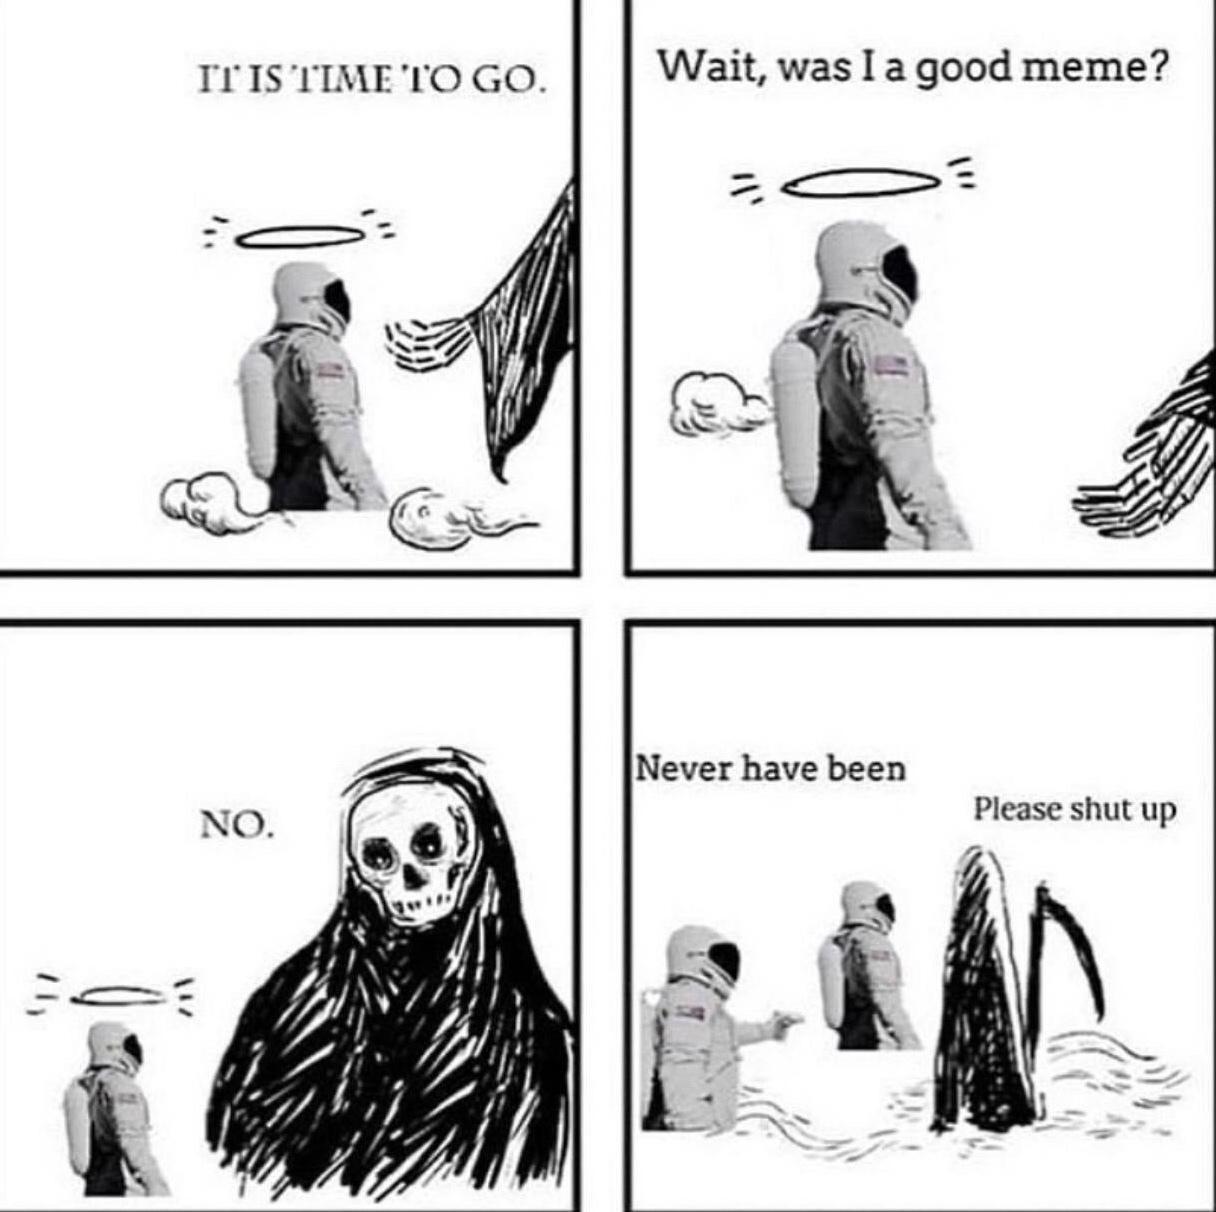 IT IS TIME TO GO.
Wait, was I a good meme?
NO.
Never have been
Please shut up